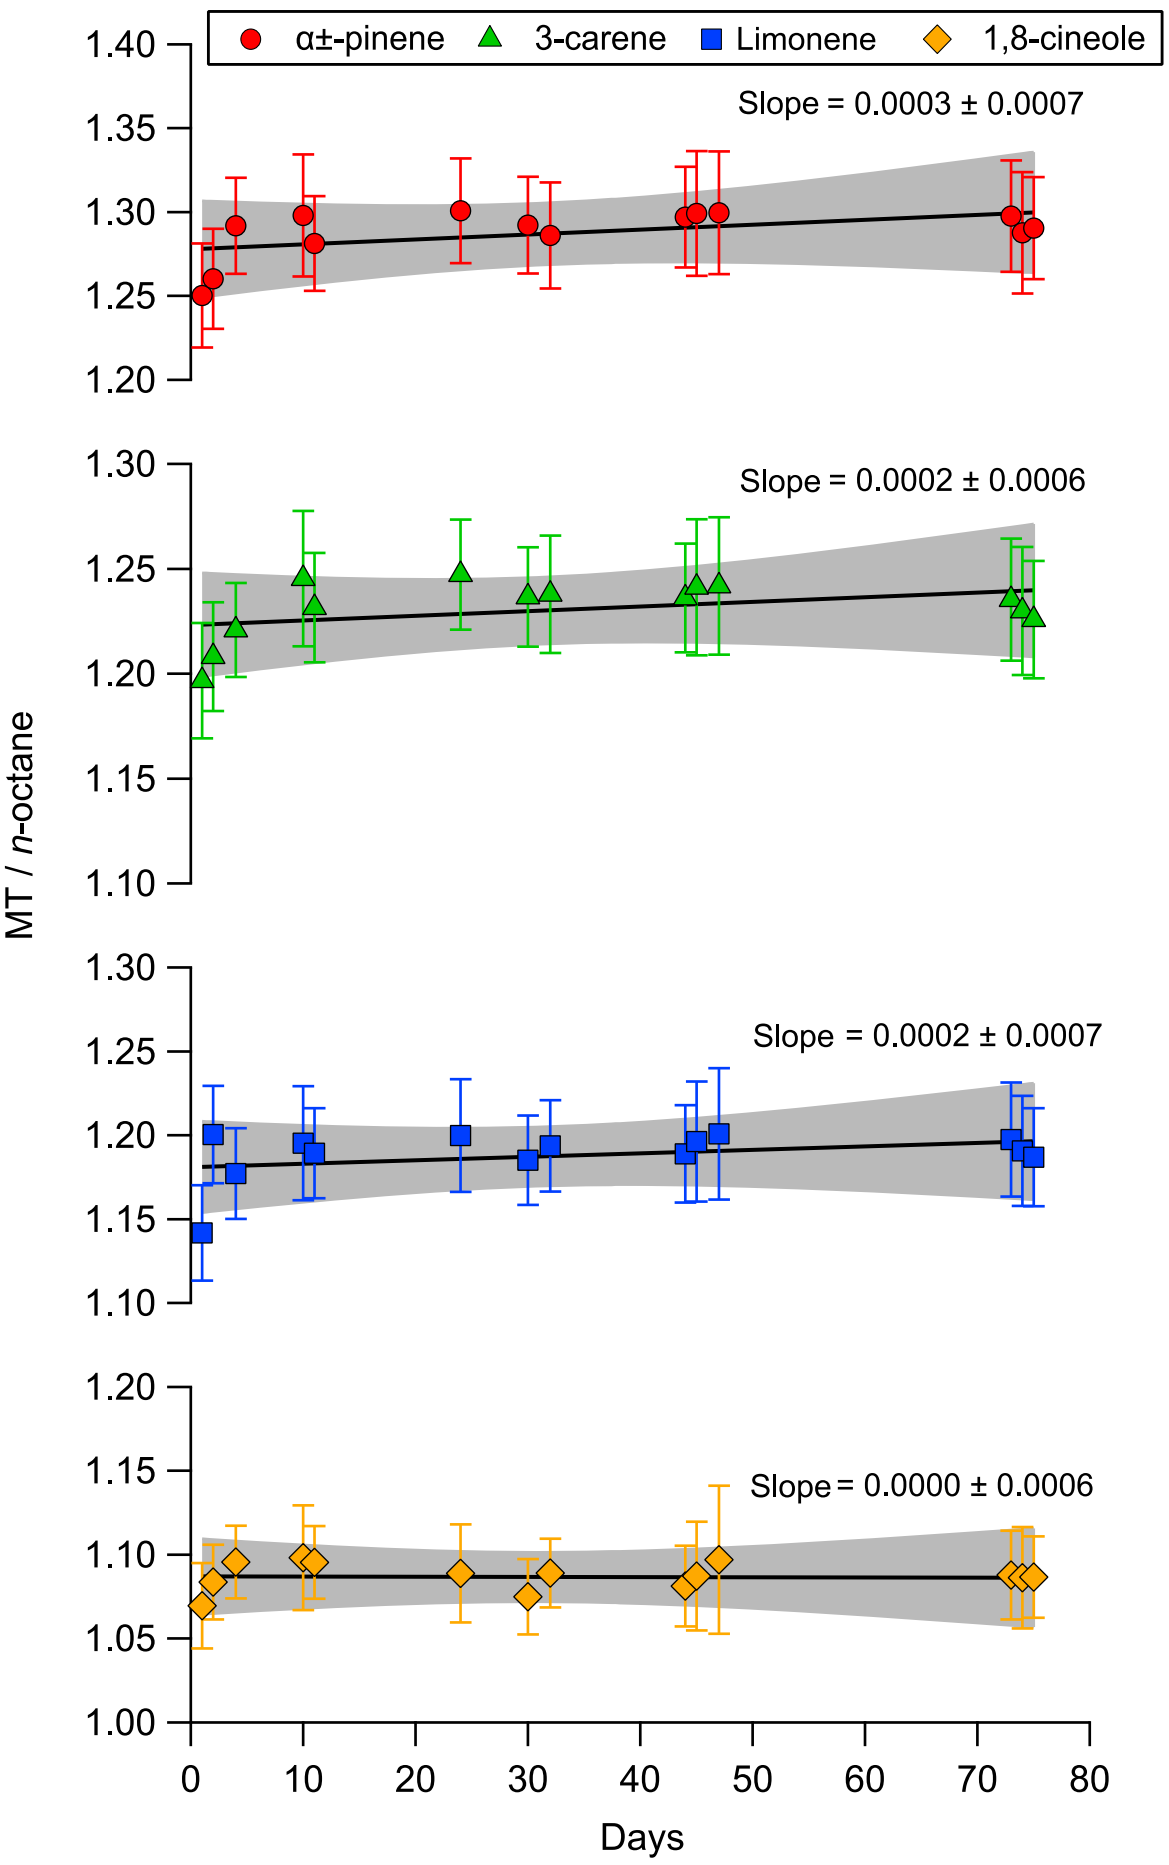 α±-pinene 3-carene Limonene 1,8-cineole
1.40
Slope = 0.0003 ± 0.0007
1.35
1.30
1.25
1.20
1.30
Slope = 0.0002 ± 0.0006
1.25
1.20
1.15
1.10
MT / n-octane
1.30
Slope = 0.0002 ± 0.0007
1.25
1.20
1.15
1.10
1.20
1.15
Slope = 0.0000 ± 0.0006
1.10
1.05
1.00
0 10 20 30 40 50 60 70 80
Days